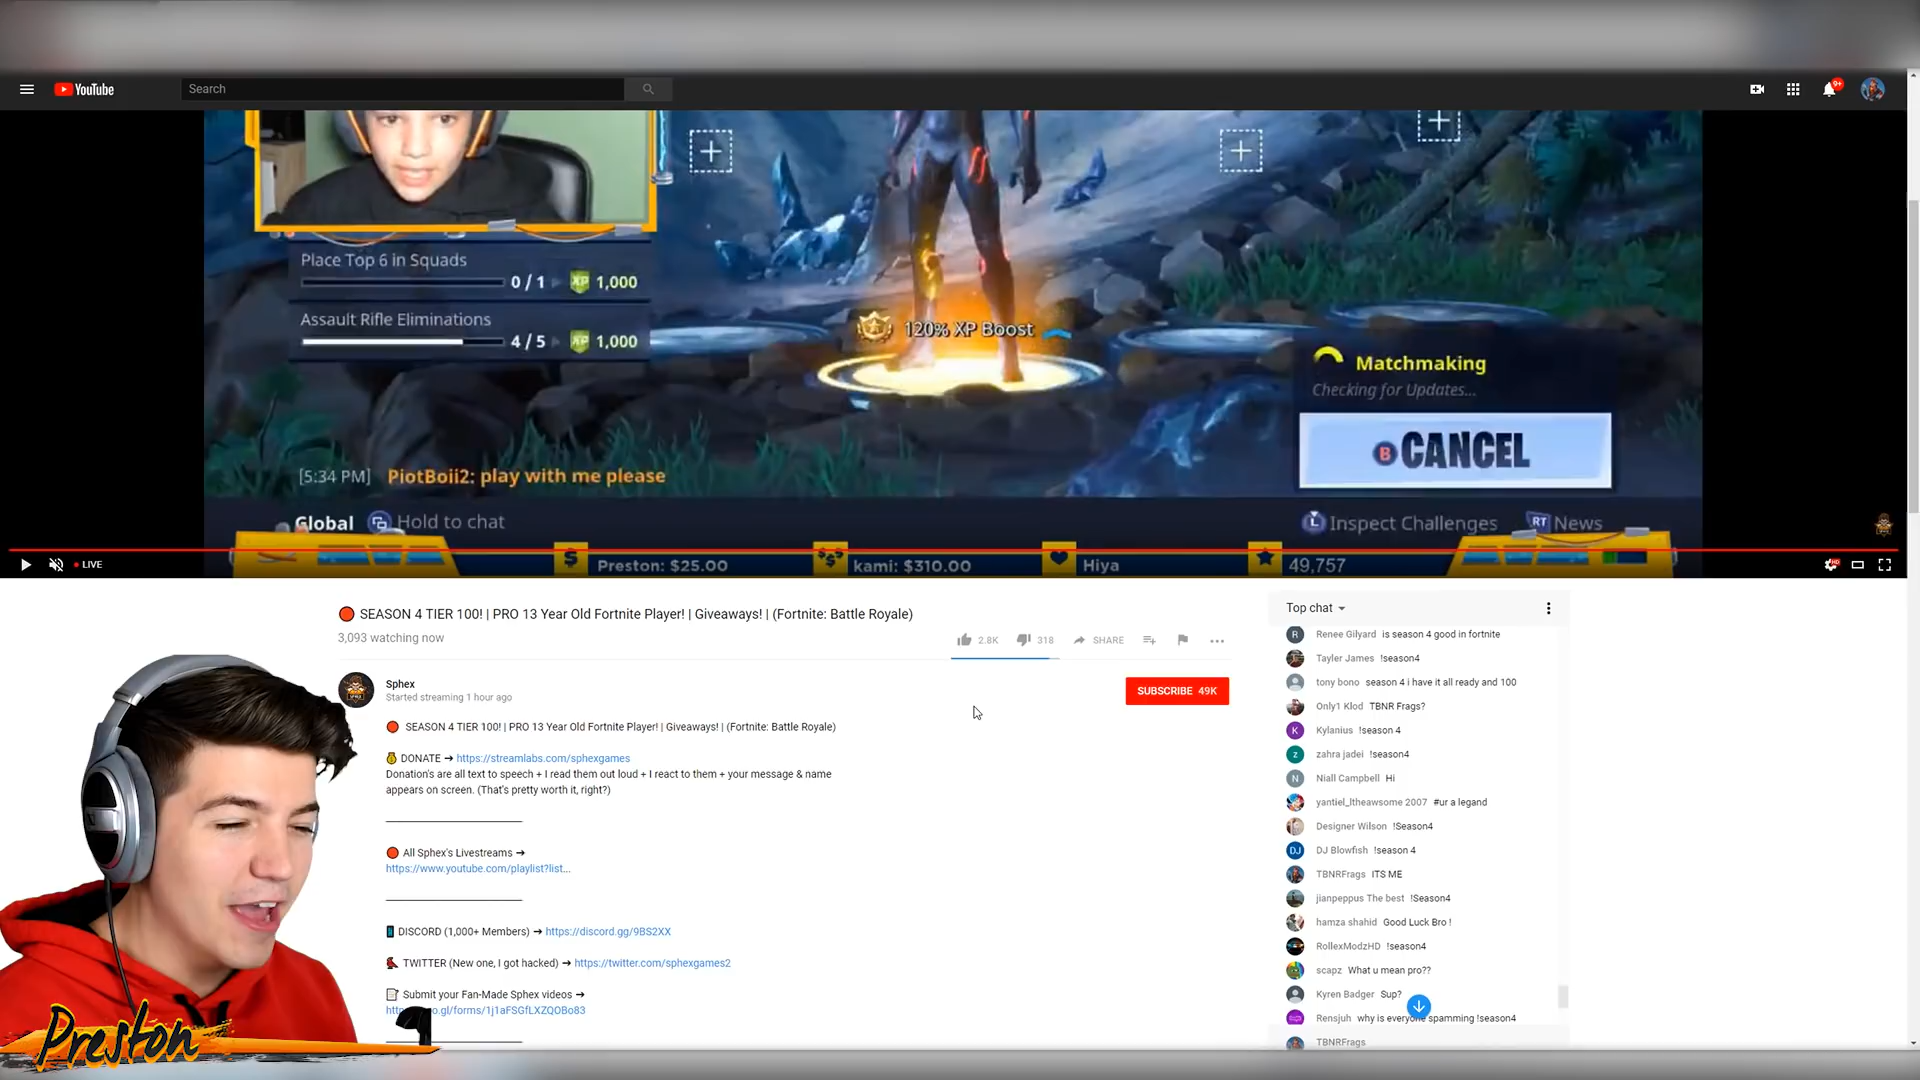 YouTube
Search
9+
Place Top 6 in Squads
0 / 1 XP 1,000
Assault Rifle Eliminations
4 / 5 XP 1,000
120% XP Boost
Matchmaking
Checking for Updates...
B CANCEL
[5:34 PM] PiotBoii2: play with me please
Global Hold to chat
L Inspect Challenges RT News
Preston: $25.00
kami: $310.00
Hiya
49,757
LIVE
HD
SEASON 4 TIER 100! | PRO 13 Year Old Fortnite Player! | Giveaways! | (Fortnite: Battle Royale)
3,093 watching now
2.8K 318 SHARE
Sphex
Started streaming 1 hour ago
SUBSCRIBE 49K
SEASON 4 TIER 100! | PRO 13 Year Old Fortnite Player! | Giveaways! | (Fortnite: Battle Royale)
DONATE → https://streamlabs.com/sphexgames
Donation's are all text to speech + I read them out loud + I react to them + your message & name
appears on screen. (That's pretty worth it, right?)
All Sphex's Livestreams →
https://www.youtube.com/playlist?list...
DISCORD (1,000+ Members) → https://discord.gg/9BS2XX
TWITTER (New one, I got hacked) → https://twitter.com/sphexgames2
Submit your Fan-Made Sphex videos →
o.gl/forms/1j1aFSGfLXZQOBo83
Preston
Top chat
R Renee Gilyard is season 4 good in fortnite
Tayler James !season4
tony bono season 4 i have it all ready and 100
Only1 Klod TBNR Frags?
K Kylanius !season 4
z zahra jadei !season4
N Niall Campbell Hi
yantiel_ltheawsome 2007 #ur a legand
Designer Wilson !Season4
DJ DJ Blowfish !season 4
TBNRFrags ITS ME
jianpeppus The best !Season4
hamza shahid Good Luck Bro !
RollexModzHD !season4
scapz What u mean pro??
Kyren Badger Sup?
Rensjuh why is everyone spamming !season4
TBNRFrags